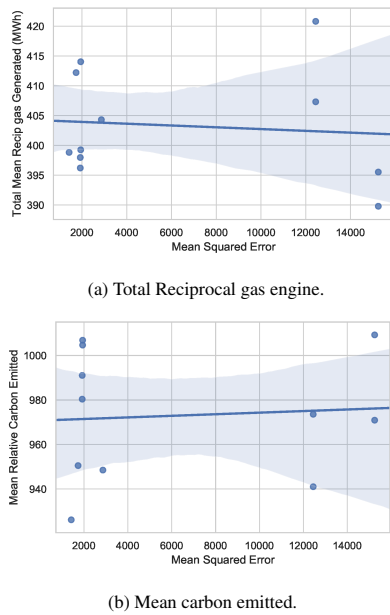 Total Mean Recip gas Generated (MWh)
420
415
410
405
400
395
390
2000 4000 6000 8000 10000 12000 14000
Mean Squared Error
(a) Total Reciprocal gas engine.
Mean Relative Carbon Emitted
1000
980
960
940
2000 4000 6000 8000 10000 12000 14000
Mean Squared Error
(b) Mean carbon emitted.